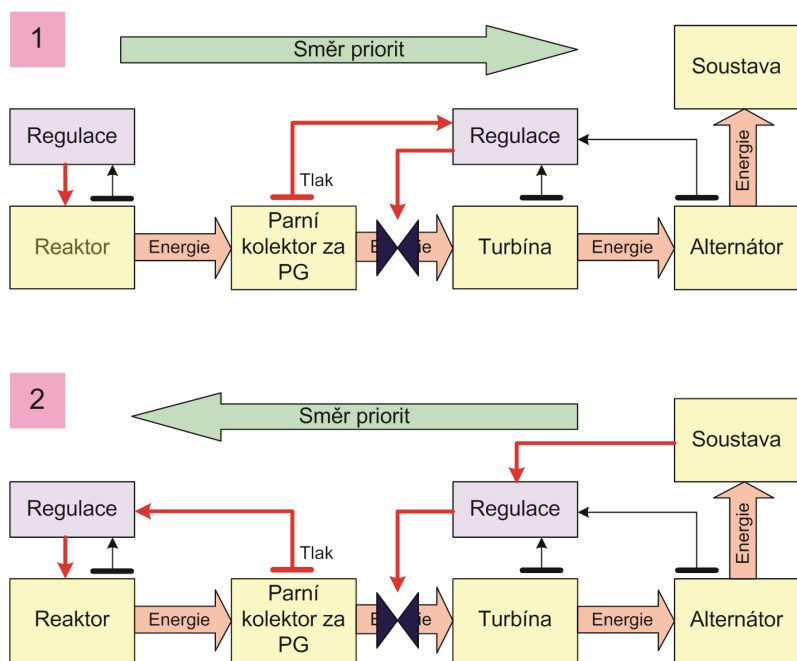 1
Směr priorit
Soustava
Regulace
Regulace
Tlak
Energie
Reaktor
Energie
Parní
kolektor za
PG
Turbína
Energie
Alternátor
2
Směr priorit
Soustava
Regulace
Regulace
Tlak
Energie
Reaktor
Energie
Parní
kolektor za
PG
Turbína
Energie
Alternátor